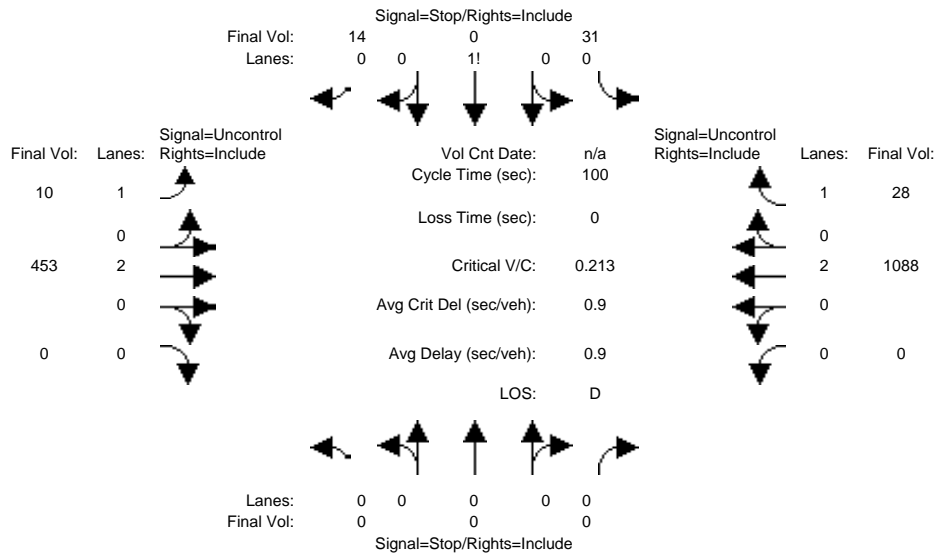 Signal=Stop/Rights=Include
Final Vol: 14 0 31
Lanes: 0 0 1! 0 0
Signal=Uncontrol
Final Vol: Lanes: Rights=Include
Vol Cnt Date: n/a
Signal=Uncontrol
Rights=Include Lanes: Final Vol:
Cycle Time (sec): 100
10 1 1 28
Loss Time (sec): 0
0 0
453 2 Critical V/C: 0.213 2 1088
0 Avg Crit Del (sec/veh): 0.9 0
0 0 Avg Delay (sec/veh): 0.9 0 0
LOS: D
Lanes: 0 0 0 0 0
Final Vol: 0 0 0
Signal=Stop/Rights=Include